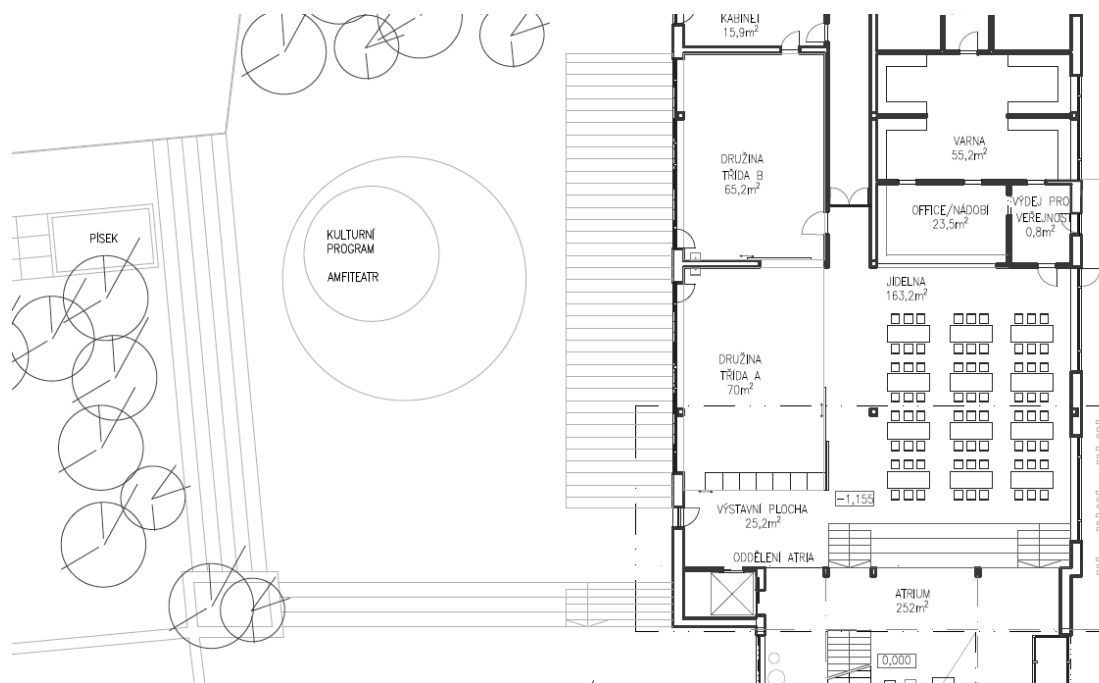 KABINET
15,9m²
VARNA
55,2m²
DRUŽINA
TŘÍDA B
65,2m²
OFFICE/NÁDOBÍ
23,5m²
VÝDEJ PRO
VEŘEJNOST
0,8m²
PÍSEK
KULTURNÍ
PROGRAM
AMFITEATR
JÍDELNA
163,2m²
DRUŽINA
TŘÍDA A
70m²
-1,155
VÝSTAVNÍ PLOCHA
25,2m²
ODDĚLENÍ ATRIA
ATRIUM
252m²
0,000